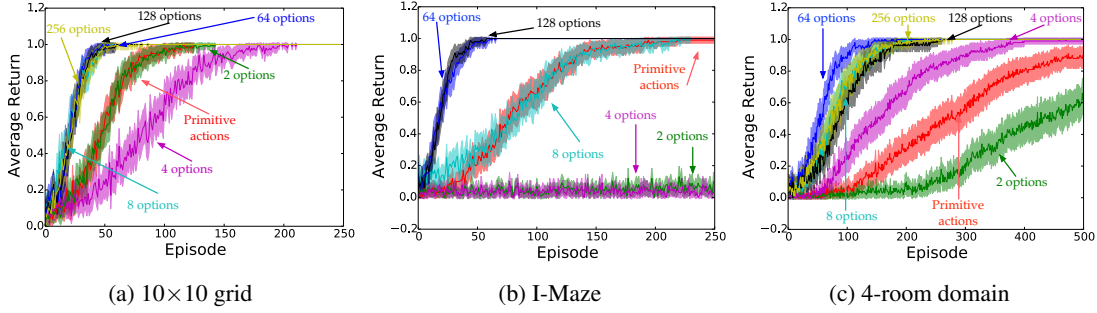 1.2
1.0
0.8
0.6
0.4
0.2
0.0
Average Return
0
50
100
150
200
250
Episode
256 options
128 options
64 options
2 options
Primitive
actions
4 options
8 options
(a) 10×10 grid
1.2
1.0
0.8
0.6
0.4
0.2
0.0
−0.2
Average Return
0
50
100
150
200
250
Episode
64 options
128 options
Primitive
actions
4 options
2 options
8 options
(b) I-Maze
1.2
1.0
0.8
0.6
0.4
0.2
0.0
−0.2
Average Return
0
100
200
300
400
500
Episode
64 options
256 options
128 options
4 options
8 options
Primitive
actions
2 options
(c) 4-room domain